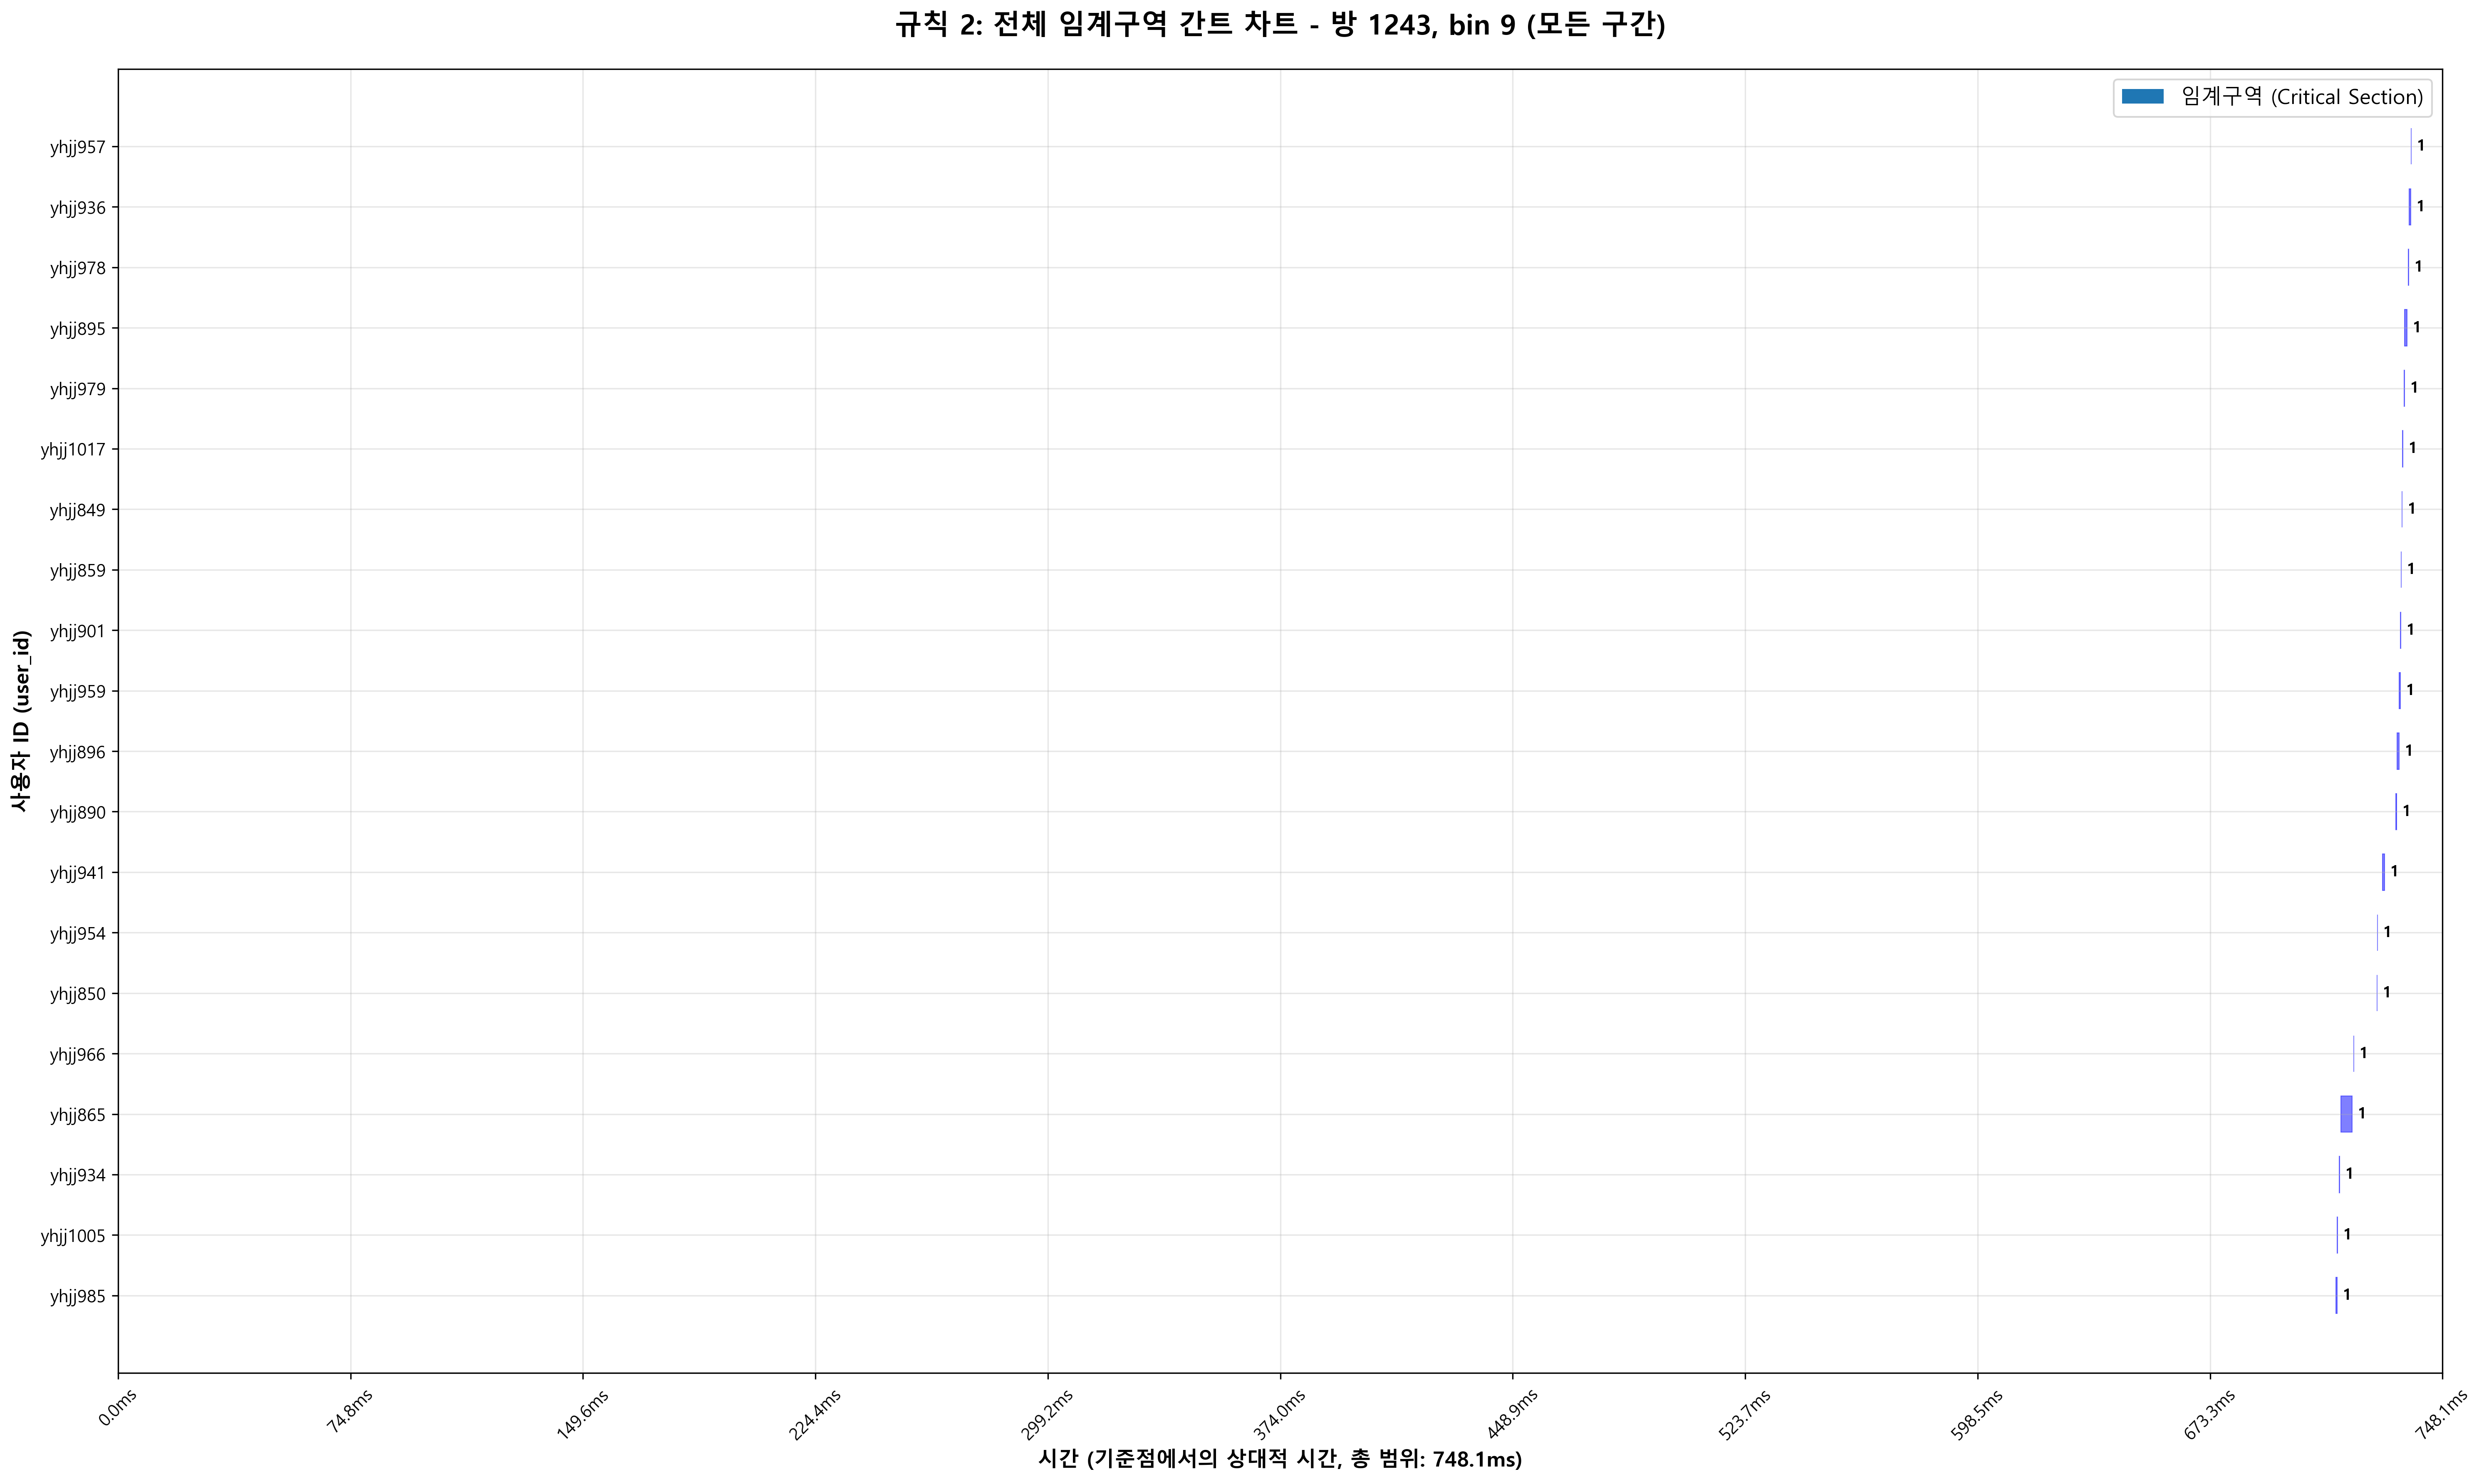 규칙 2: 전체 임계구역 간트 차트 - 방 1243, bin 9 (모든 구간)
임계구역 (Critical Section)
yhjj957 1
yhjj936 1
yhjj978 1
yhjj895 1
yhjj979 1
yhjj1017 1
yhjj849 1
yhjj859 1
yhjj901 1
yhjj959 1
yhjj896 1
yhjj890 1
yhjj941 1
yhjj954 1
yhjj850 1
yhjj966 1
yhjj865 1
yhjj934 1
yhjj1005 1
yhjj985 1
사용자 ID (user_id)
0.0ms 74.8ms 149.6ms 224.4ms 299.2ms 374.0ms 448.9ms 523.7ms 598.5ms 673.3ms 748.1ms
시간 (기준점에서의 상대적 시간, 총 범위: 748.1ms)